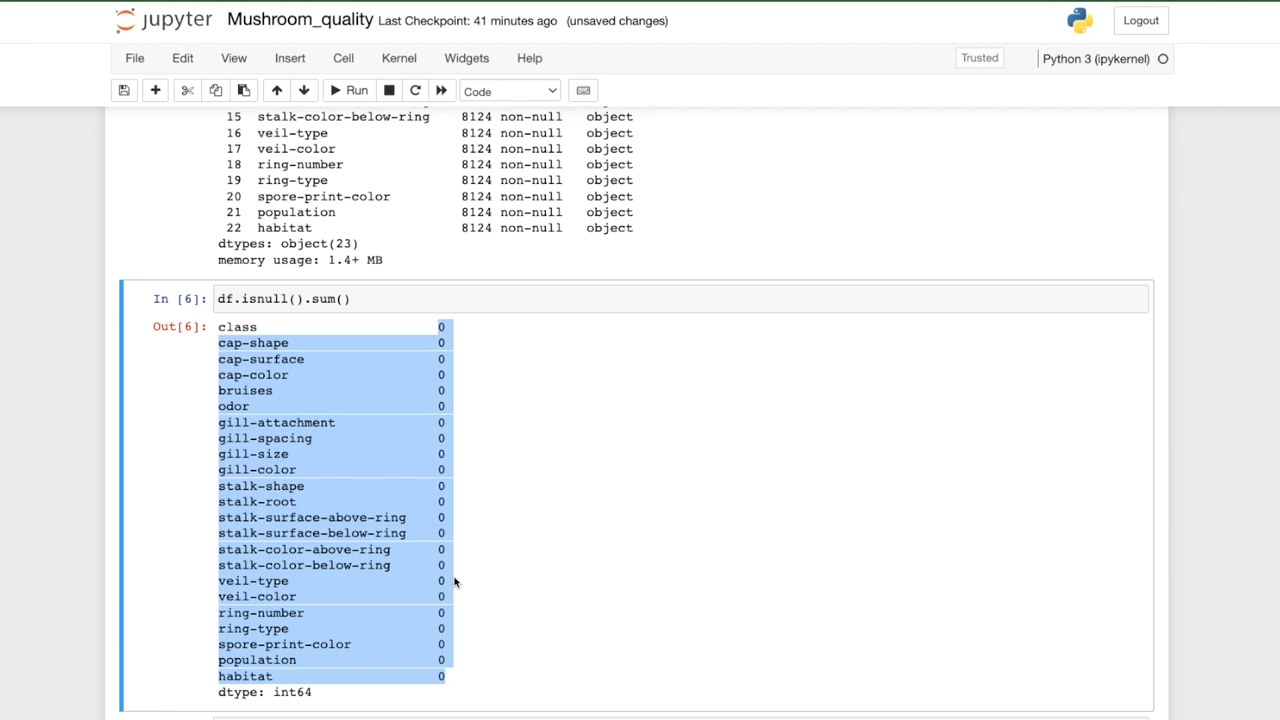 jupyter Mushroom_quality Last Checkpoint: 41 minutes ago (unsaved changes) Logout
File Edit View Insert Cell Kernel Widgets Help Trusted Python 3 (ipykernel)
Run Code
15 stalk-color-below-ring 8124 non-null object
16 veil-type 8124 non-null object
17 veil-color 8124 non-null object
18 ring-number 8124 non-null object
19 ring-type 8124 non-null object
20 spore-print-color 8124 non-null object
21 population 8124 non-null object
22 habitat 8124 non-null object
dtypes: object(23)
memory usage: 1.4+ MB
In [6]: df.isnull().sum()
Out[6]: class 0
cap-shape 0
cap-surface 0
cap-color 0
bruises 0
odor 0
gill-attachment 0
gill-spacing 0
gill-size 0
gill-color 0
stalk-shape 0
stalk-root 0
stalk-surface-above-ring 0
stalk-surface-below-ring 0
stalk-color-above-ring 0
stalk-color-below-ring 0
veil-type 0
veil-color 0
ring-number 0
ring-type 0
spore-print-color 0
population 0
habitat 0
dtype: int64